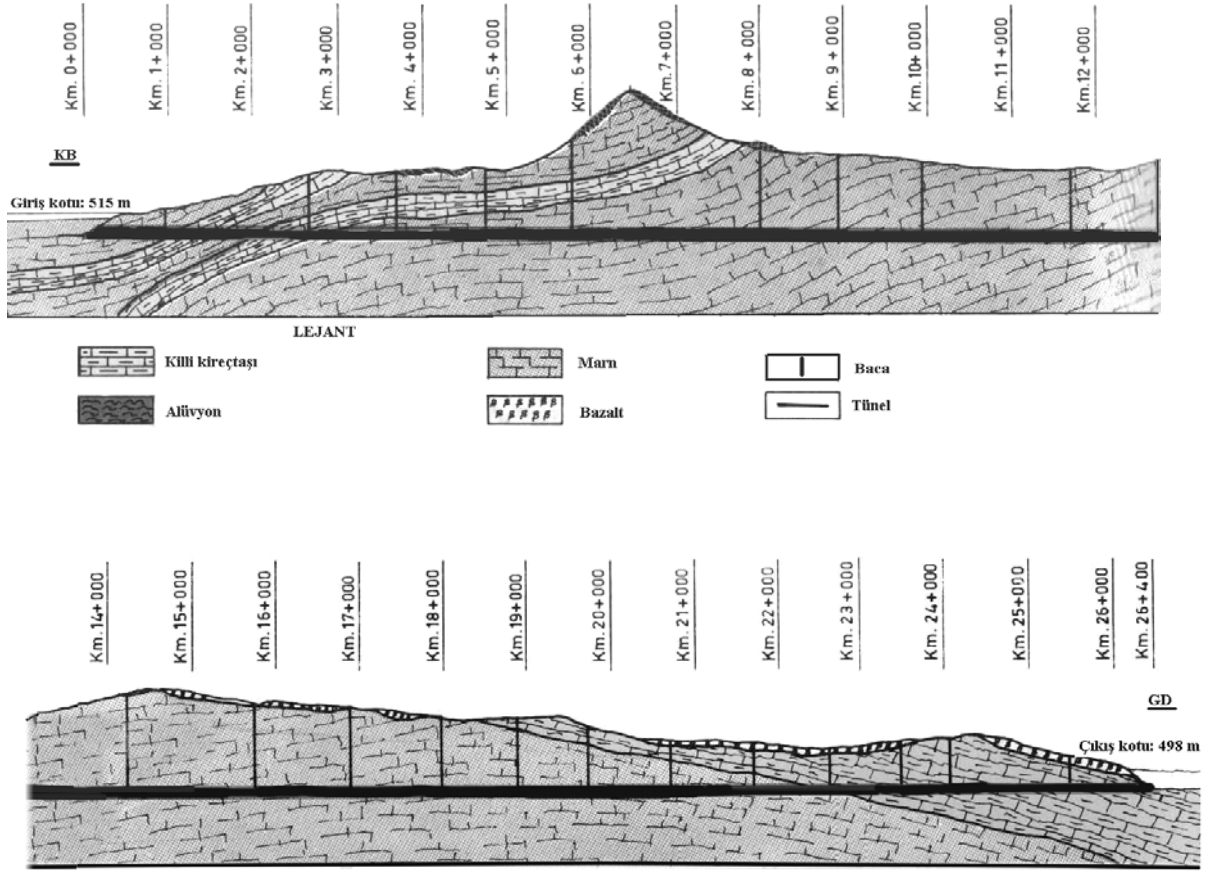 Km. 0+000
Km. 1+000
Km. 2+000
Km. 3+000
Km. 4+000
Km. 5+000
Km. 6+000
Km. 7+000
Km. 8+000
Km. 9+000
Km. 10+000
Km. 11+000
Km. 12+000
KB
Giriş kotu: 515 m
LEJANT
Killi kireçtaşı
Marn
Baca
Alüvyon
Bazalt
Tünel
Km. 14+000
Km. 15+000
Km. 16+000
Km. 17+000
Km. 18+000
Km. 19+000
Km. 20+000
Km. 21+000
Km. 22+000
Km. 23+000
Km. 24+000
Km. 25+000
Km. 26+000
Km. 26+400
GD
Çıkış kotu: 498 m